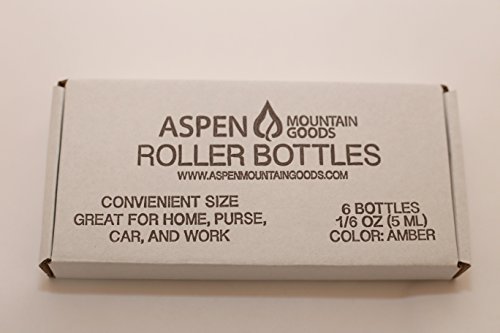 ASPEN MOUNTAIN GOODS
ROLLER BOTTLES
WWW.ASPENMOUNTAINGOODS.COM
CONVIENIENT SIZE
GREAT FOR HOME, PURSE,
CAR, AND WORK
6 BOTTLES
1/6 OZ (5 ML)
COLOR: AMBER